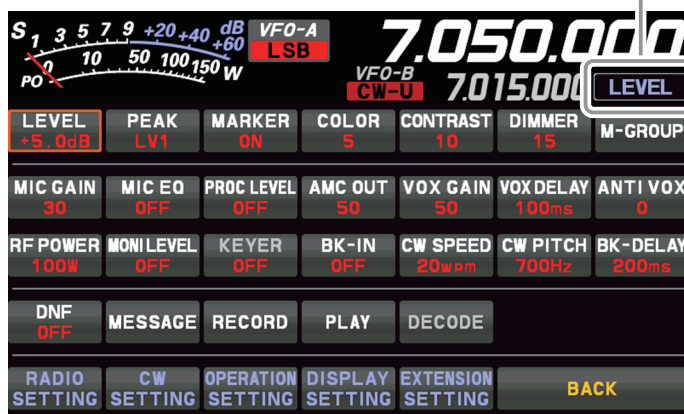 S 1 3 5 7 9 +20 +40 +60 dB
PO 0 10 50 100 150 W
VFO-A
LSB
7.050.000
VFO-B
CW-U
7.015.000
LEVEL
LEVEL PEAK MARKER COLOR CONTRAST DIMMER M-GROUP
+5.0dB LV1 ON 5 10 15
MIC GAIN MIC EQ PROC LEVEL AMC OUT VOX GAIN VOX DELAY ANTI VOX
30 OFF OFF 50 50 100ms 0
RF POWER MONI LEVEL KEYER BK-IN CW SPEED CW PITCH BK-DELAY
100W OFF OFF OFF 20wpm 700Hz 200ms
DNF MESSAGE RECORD PLAY DECODE
OFF
RADIO CW OPERATION DISPLAY EXTENSION BACK
SETTING SETTING SETTING SETTING SETTING